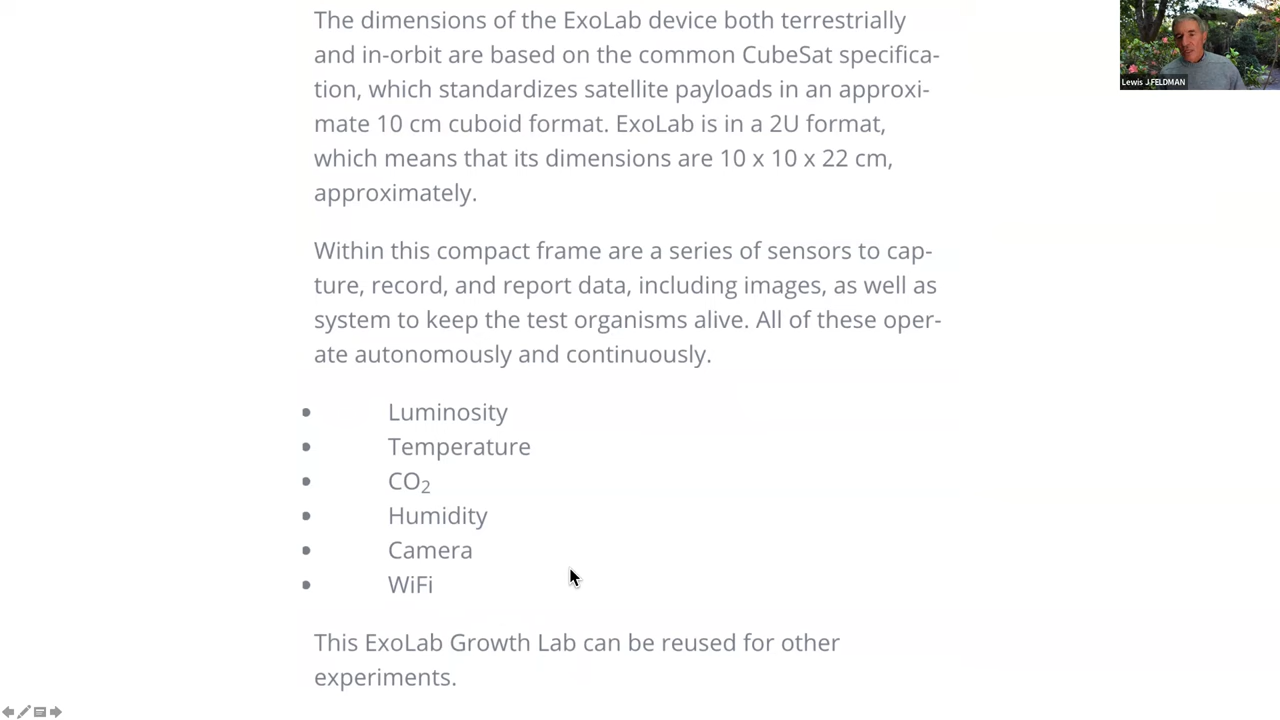 The dimensions of the ExoLab device both terrestrially
and in-orbit are based on the common CubeSat specifica-
tion, which standardizes satellite payloads in an approxi-
mate 10 cm cuboid format. ExoLab is in a 2U format,
which means that its dimensions are 10 x 10 x 22 cm,
approximately.
Within this compact frame are a series of sensors to cap-
ture, record, and report data, including images, as well as
system to keep the test organisms alive. All of these oper-
ate autonomously and continuously.
• Luminosity
• Temperature
• CO₂
• Humidity
• Camera
• WiFi
This ExoLab Growth Lab can be reused for other
experiments.
Lewis J FELDMAN